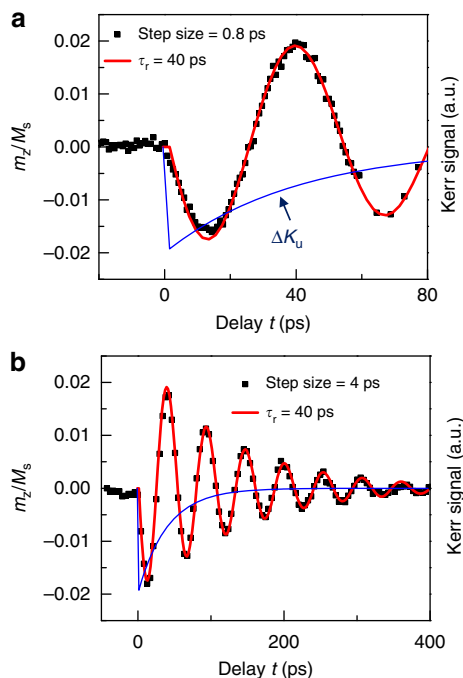 a
Step size = 0.8 ps
τr = 40 ps
0.02
0.01
0.00
−0.01
−0.02
mz/Ms
Kerr signal (a.u.)
ΔKu
0
40
80
Delay t (ps)
b
Step size = 4 ps
τr = 40 ps
0.02
0.01
0.00
−0.01
−0.02
mz/Ms
Kerr signal (a.u.)
0
200
400
Delay t (ps)